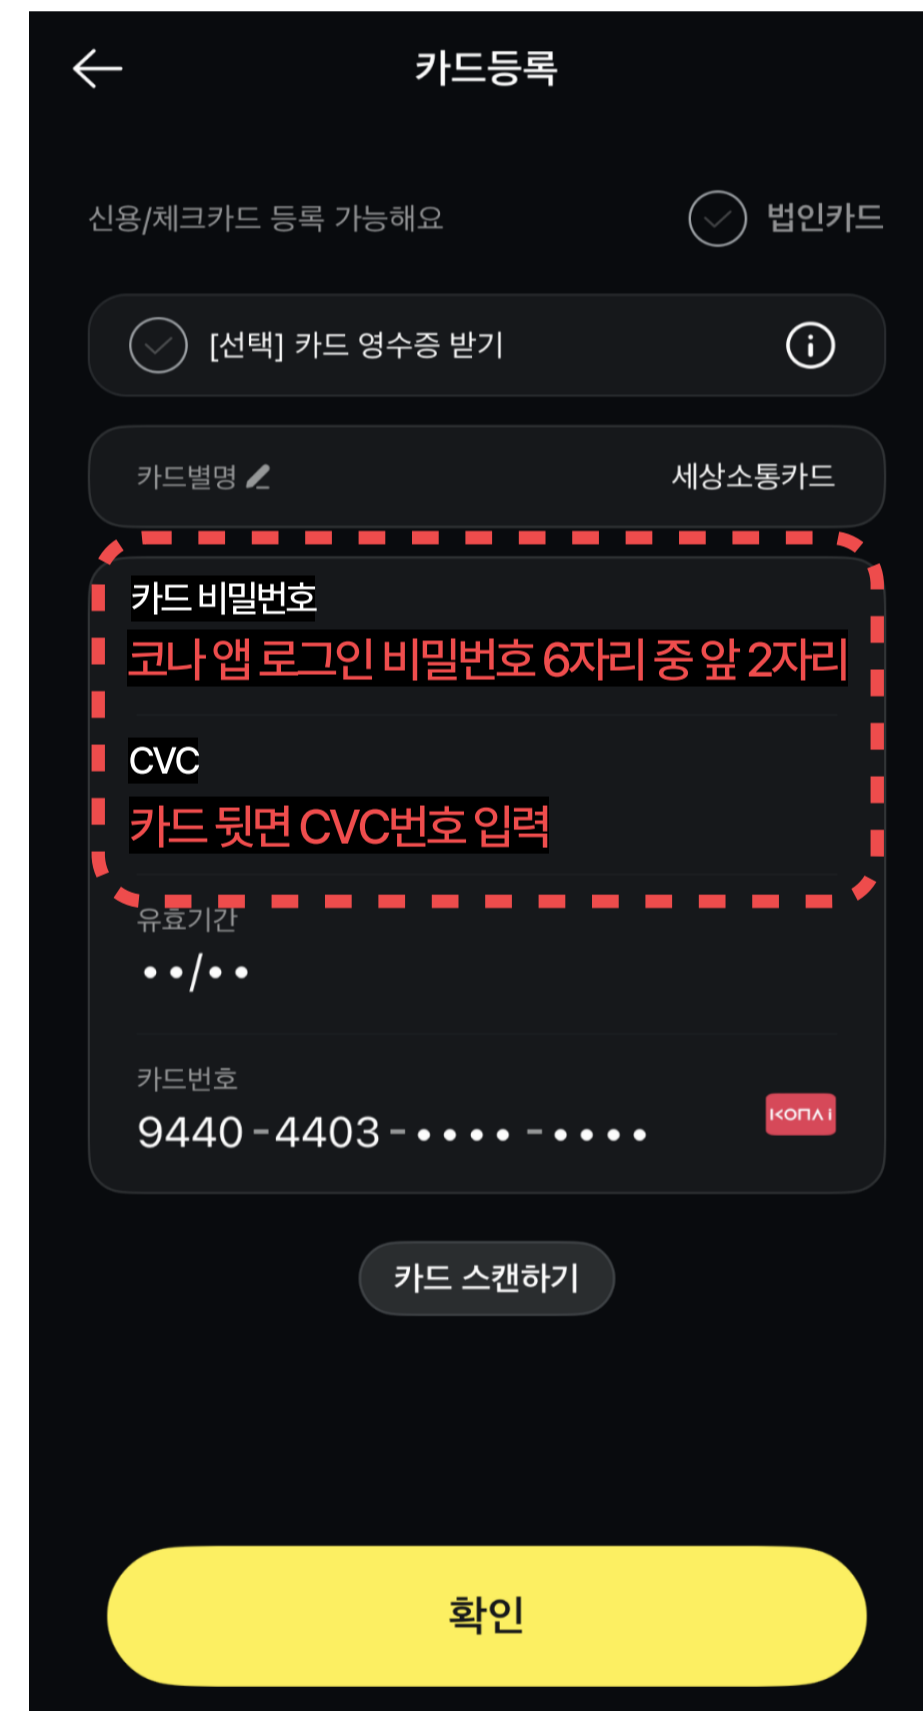 카드등록
신용/체크카드 등록 가능해요
법인카드
[선택] 카드 영수증 받기
카드별명
세상소통카드
카드 비밀번호
코나 앱 로그인 비밀번호 6자리 중 앞 2자리
CVC
카드 뒷면 CVC번호 입력
유효기간
••/••
카드번호
9440-4403-••••-••••
KONA i
카드 스캔하기
확인